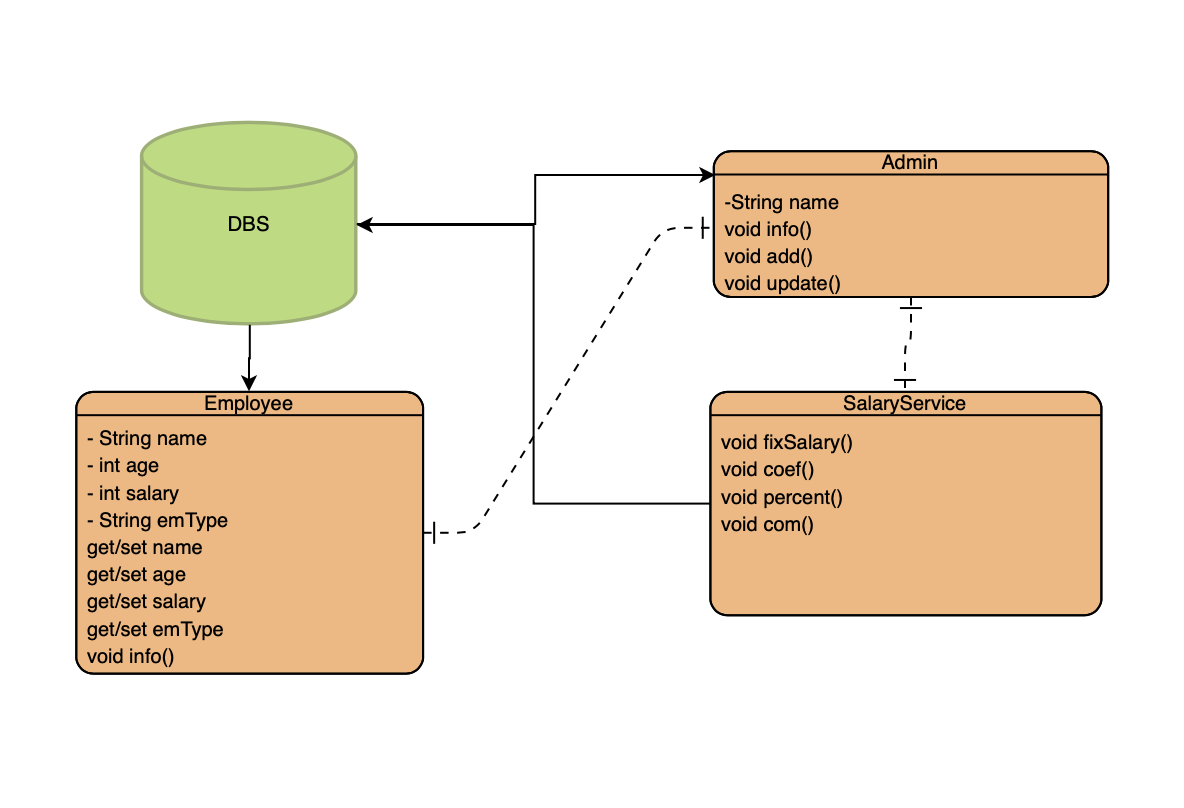 DBS
Admin
-String name
void info()
void add()
void update()
Employee
- String name
- int age
- int salary
- String emType
get/set name
get/set age
get/set salary
get/set emType
void info()
SalaryService
void fixSalary()
void coef()
void percent()
void com()